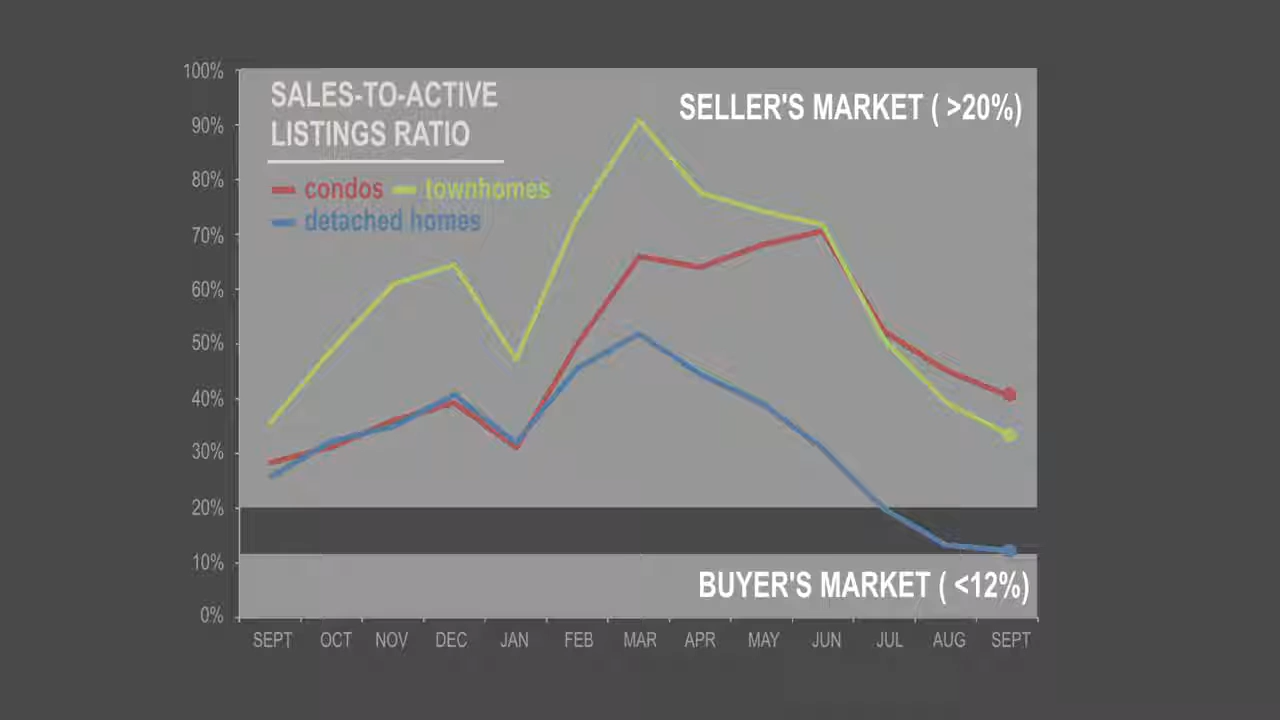 100%
SALES-TO-ACTIVE
LISTINGS RATIO
SELLER'S MARKET ( >20%)
90%
80%
condos townhomes
detached homes
70%
60%
50%
40%
30%
20%
10%
BUYER'S MARKET ( <12%)
0%
SEPT OCT NOV DEC JAN FEB MAR APR MAY JUN JUL AUG SEPT